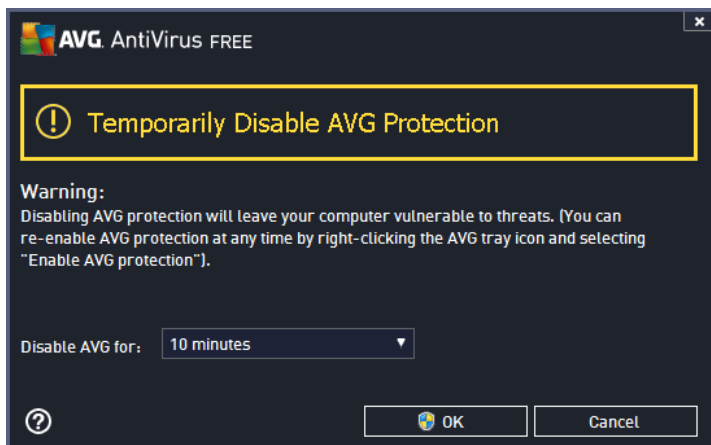 AVG. AntiVirus FREE
Temporarily Disable AVG Protection
Warning:
Disabling AVG protection will leave your computer vulnerable to threats. (You can
re-enable AVG protection at any time by right-clicking the AVG tray icon and selecting
"Enable AVG protection").
Disable AVG for: 10 minutes
OK Cancel